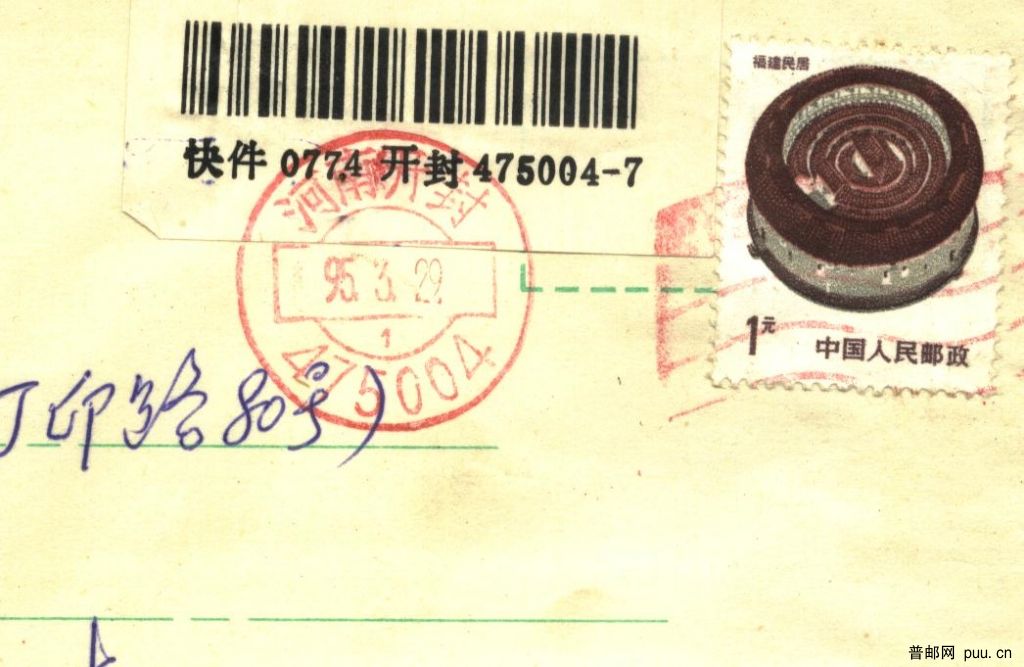 福建民居
快件 0774 开封 475004-7
河南开封
95.3.29
1
475004
1元
中国人民邮政
印路80号)
普邮网 puu.cn